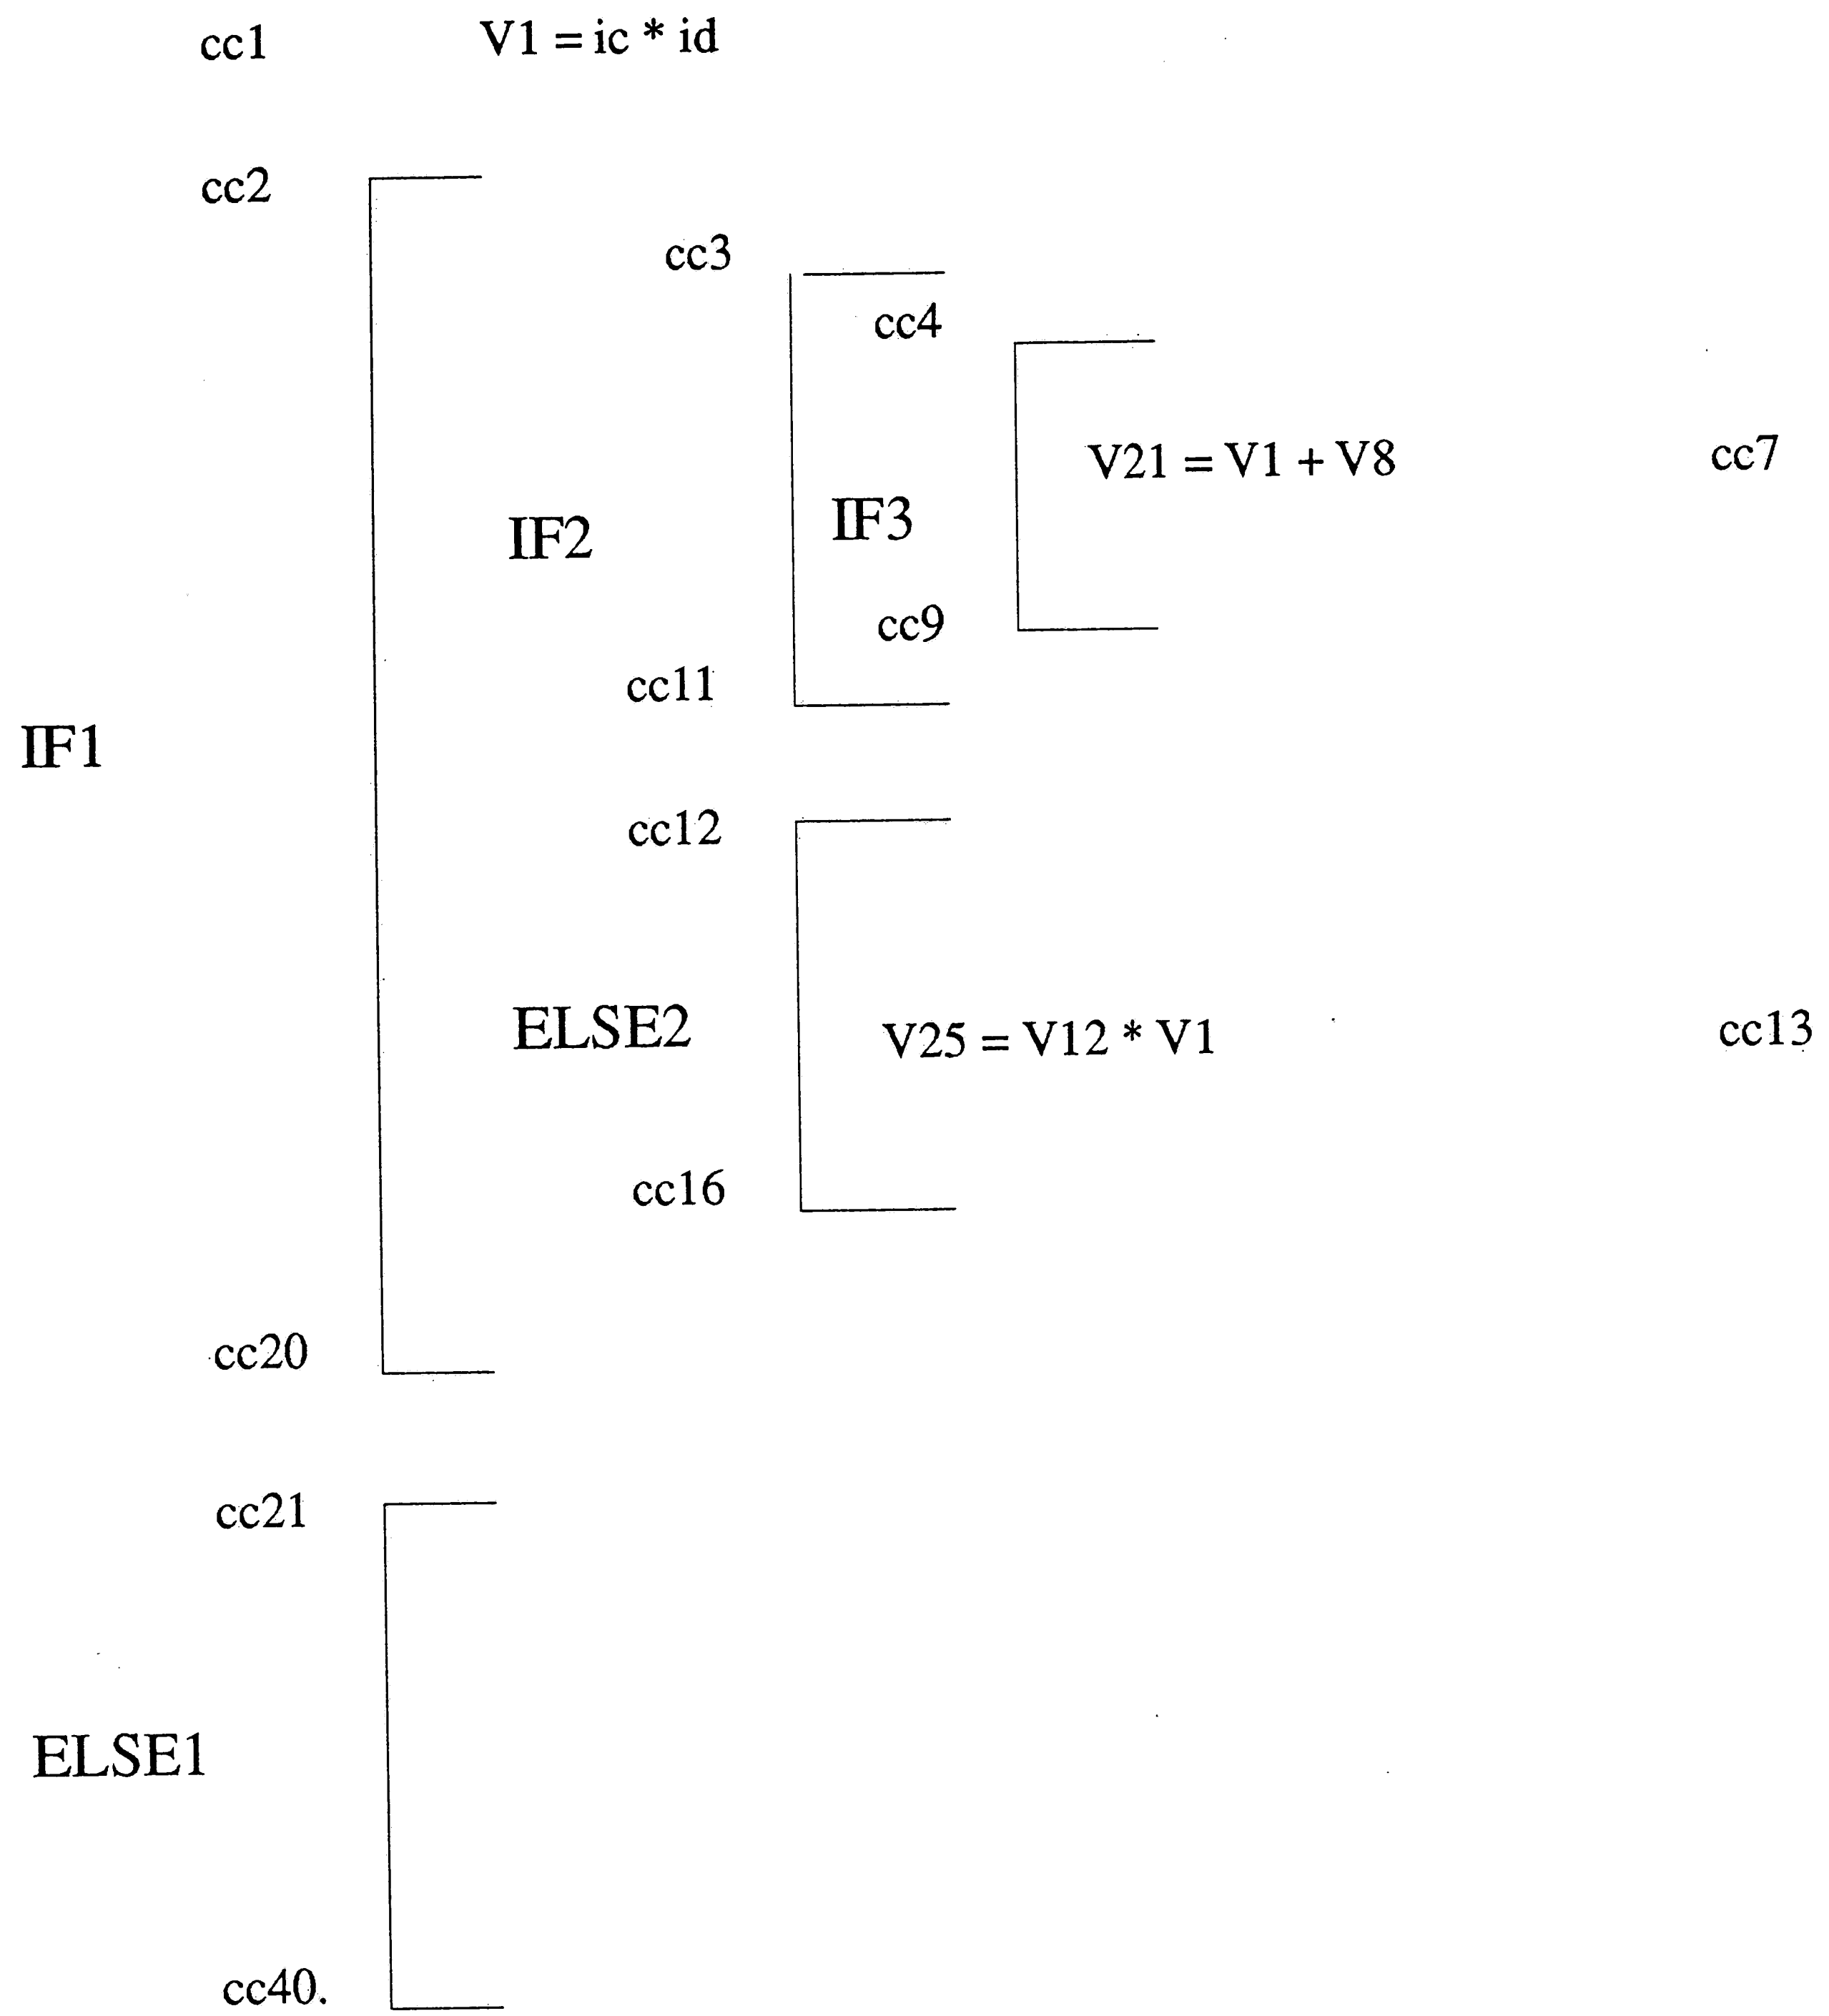 cc1 V1 = ic * id
cc2
cc3
cc4
V21 = V1 + V8 cc7
IF2 IF3
cc9
cc11
IF1
cc12
ELSE2 V25 = V12 * V1 cc13
cc16
cc20
cc21
ELSE1
cc40.